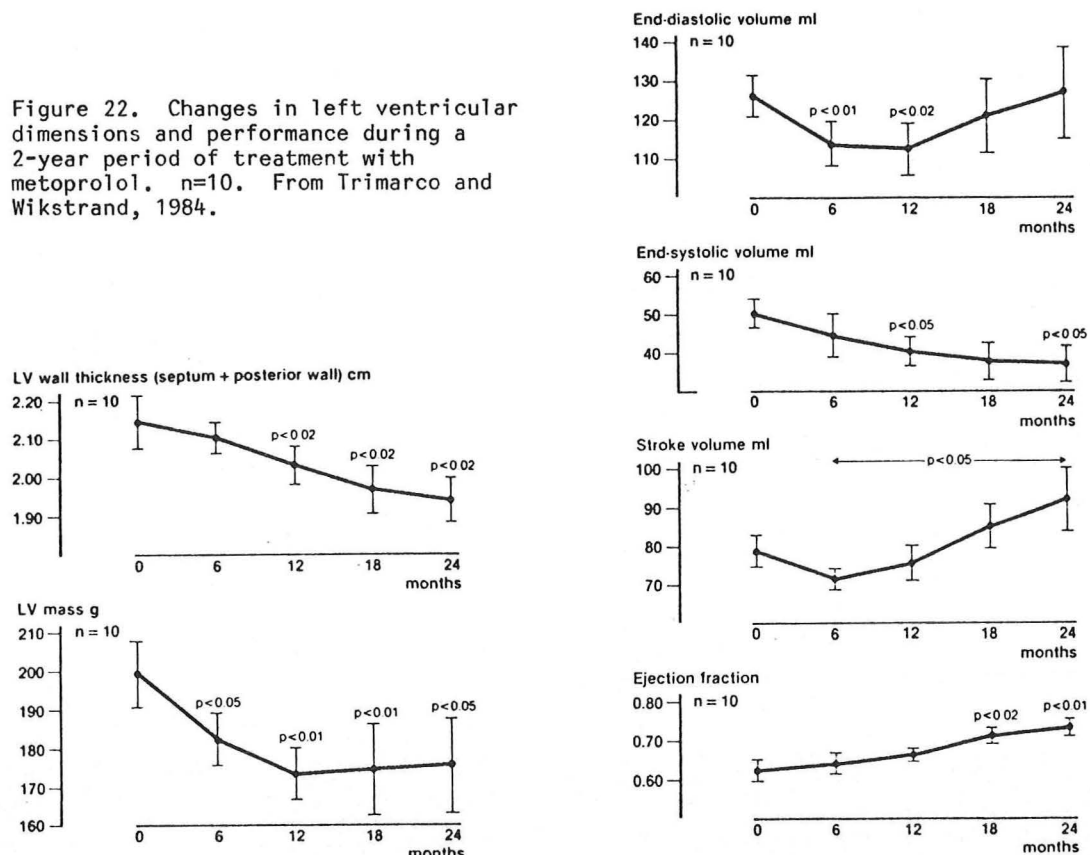 Figure 22. Changes in left ventricular
dimensions and performance during a
2-year period of treatment with
metoprolol. n=10. From Trimarco and
Wikstrand, 1984.
LV wall thickness (septum + posterior wall) cm
n = 10
2.20
2.10
2.00
1.90
p<0 02
p<0.02
p<0.02
0 6 12 18 24
months
LV mass g
n = 10
210
200
190
180
170
160
p<0.05
p<0.01
p<0.01
p<0.05
0 6 12 18 24
months
End-diastolic volume ml
n = 10
140
130
120
110
p<0 01
p<0 02
0 6 12 18 24
months
End-systolic volume ml
n = 10
60
50
40
p<0.05
p<0 05
0 6 12 18 24
months
Stroke volume ml
n = 10
100
90
80
70
p<0.05
0 6 12 18 24
months
Ejection fraction
n = 10
0.80
0.70
0.60
p<0 02
p<0.01
0 6 12 18 24
months